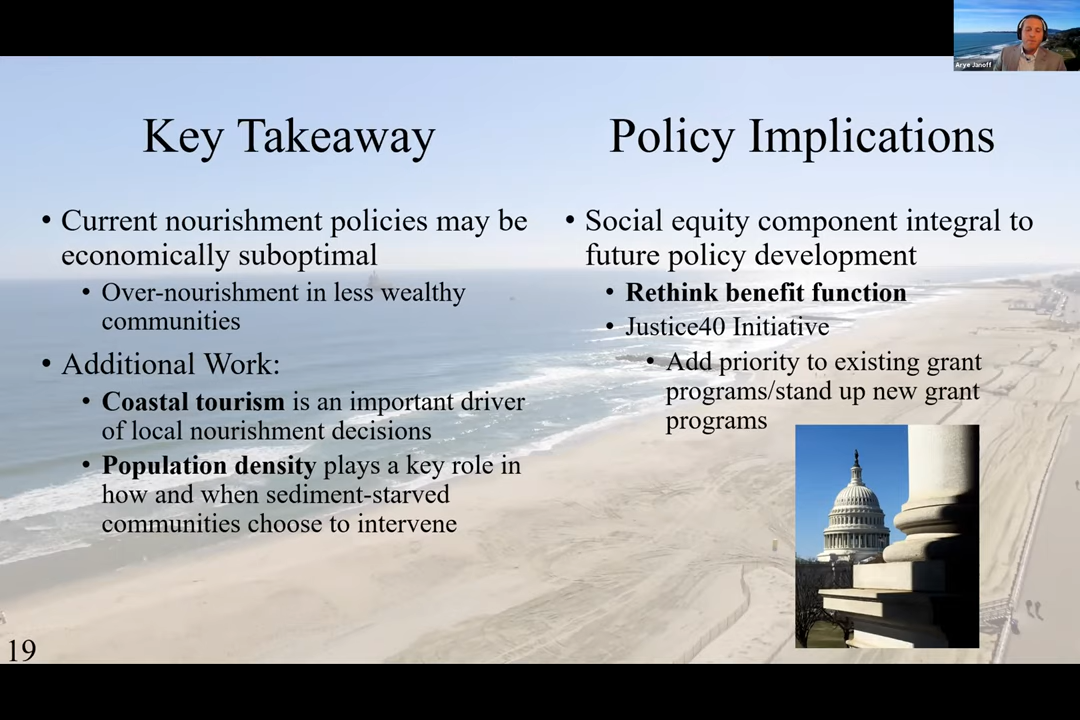 Arye Janoff
Key Takeaway
• Current nourishment policies may be
economically suboptimal
• Over-nourishment in less wealthy
communities
• Additional Work:
• Coastal tourism is an important driver
of local nourishment decisions
• Population density plays a key role in
how and when sediment-starved
communities choose to intervene
Policy Implications
• Social equity component integral to
future policy development
• Rethink benefit function
• Justice40 Initiative
• Add priority to existing grant
programs/stand up new grant
programs
19